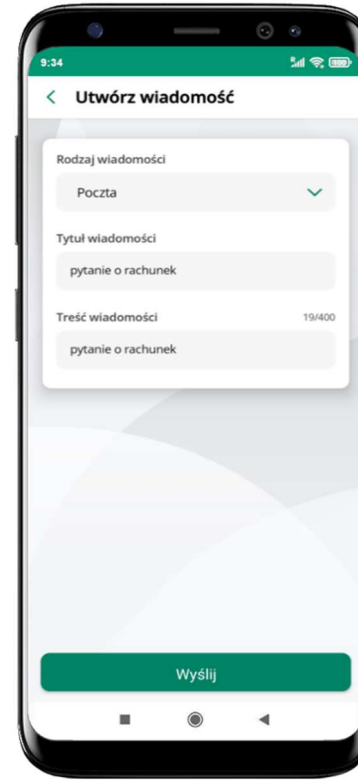 9:34
Utwórz wiadomość
Rodzaj wiadomości
Poczta
Tytuł wiadomości
pytanie o rachunek
Treść wiadomości 19/400
pytanie o rachunek
Wyślij